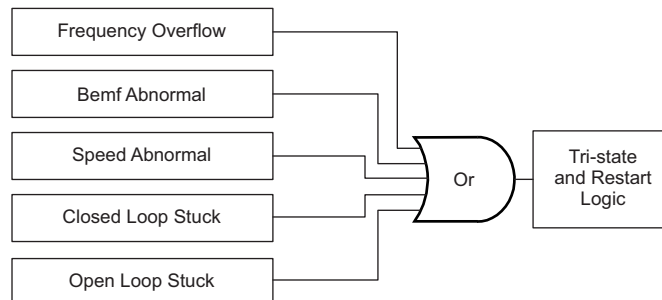 Frequency Overflow
Bemf Abnormal
Speed Abnormal
Closed Loop Stuck
Open Loop Stuck
Or
Tri-state
and Restart
Logic